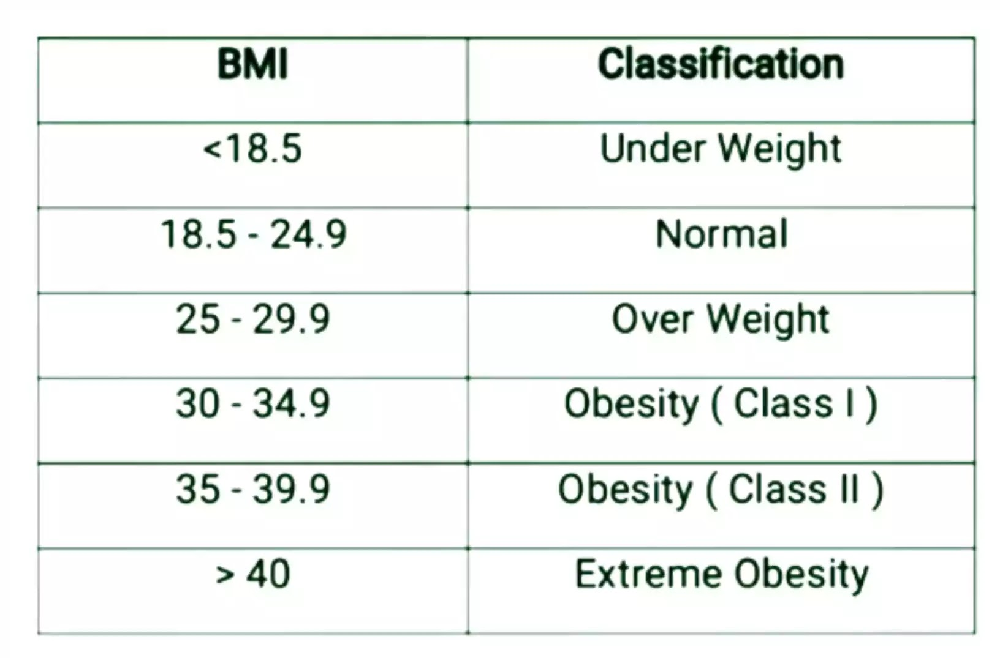 BMI Classification
<18.5 Under Weight
18.5 - 24.9 Normal
25 - 29.9 Over Weight
30 - 34.9 Obesity ( Class I )
35 - 39.9 Obesity ( Class II )
> 40 Extreme Obesity